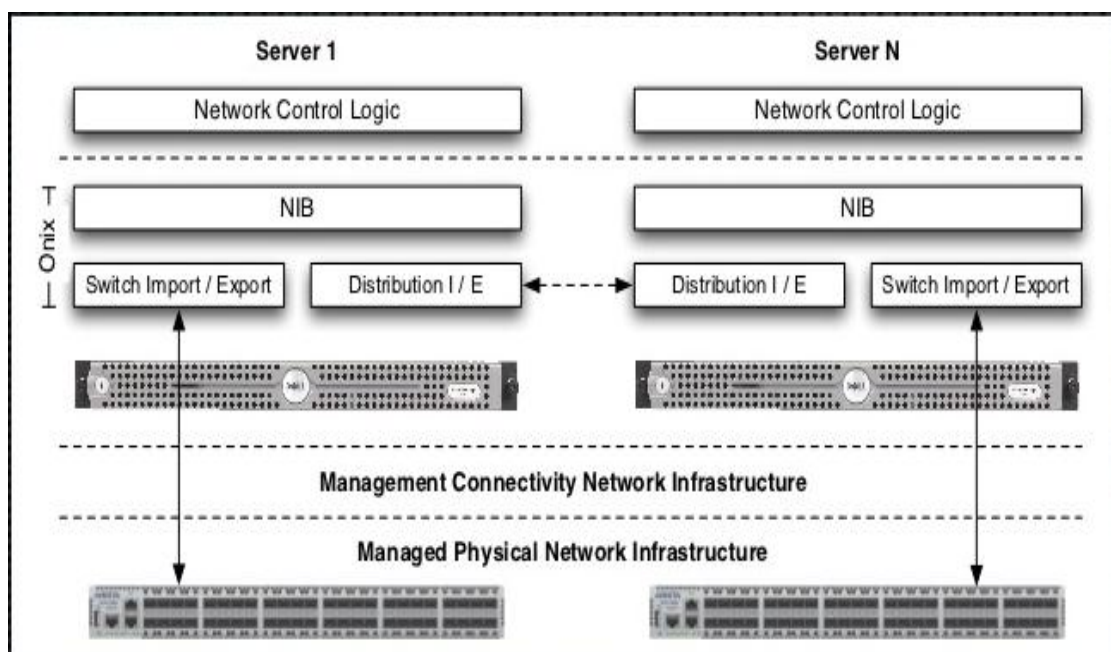 Server 1
Server N
Network Control Logic
Network Control Logic
Onix
NIB
NIB
Switch Import / Export
Distribution I / E
Distribution I / E
Switch Import / Export
Management Connectivity Network Infrastructure
Managed Physical Network Infrastructure